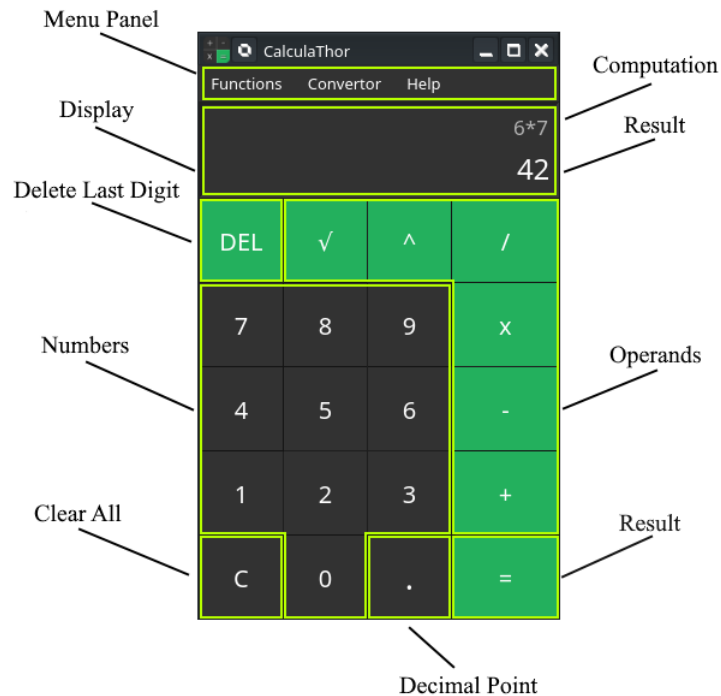 Menu Panel
CalculaThor
Functions Convertor Help
Computation
Display
6*7
Result
42
Delete Last Digit
DEL √ ^ /
7 8 9 x
Numbers
Operands
4 5 6 -
1 2 3 +
Clear All
Result
C 0 . =
Decimal Point